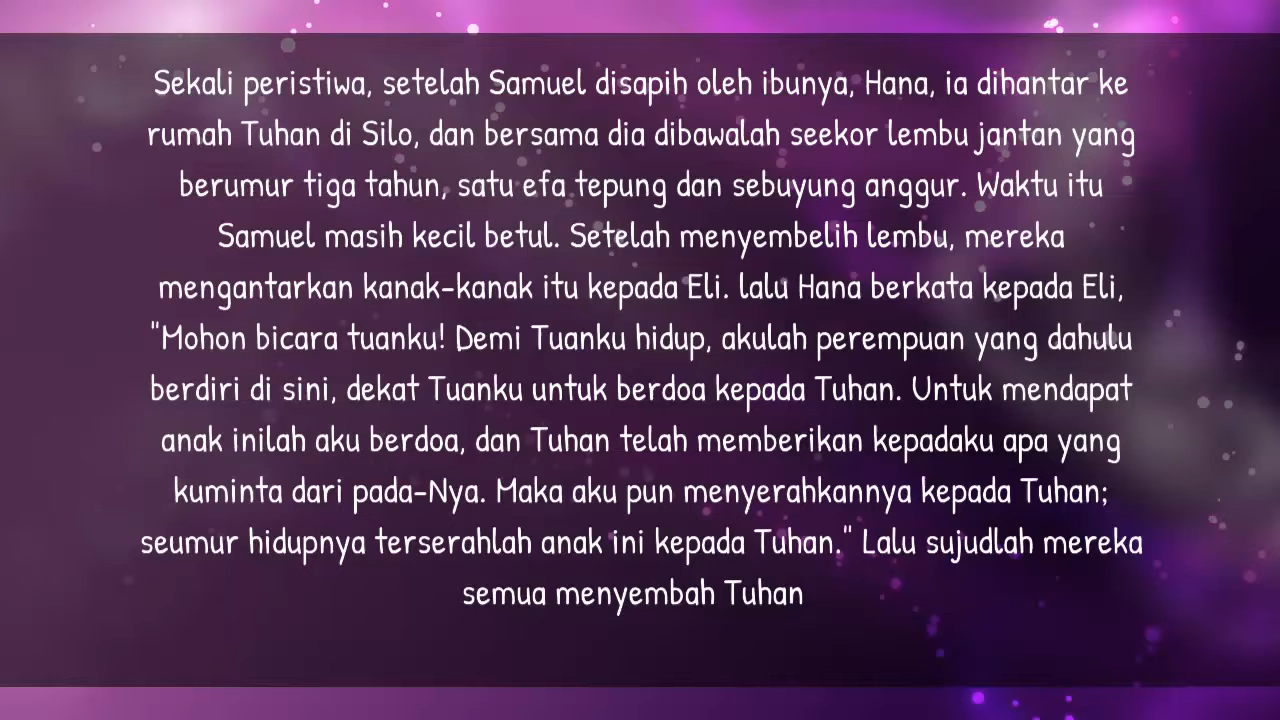 Sekali peristiwa, setelah Samuel disapih oleh ibunya, Hana, ia dihantar ke
rumah Tuhan di Silo, dan bersama dia dibawalah seekor lembu jantan yang
berumur tiga tahun, satu efa tepung dan sebuyung anggur. Waktu itu
Samuel masih kecil betul. Setelah menyembelih lembu, mereka
mengantarkan kanak-kanak itu kepada Eli. lalu Hana berkata kepada Eli,
"Mohon bicara tuanku! Demi Tuanku hidup, akulah perempuan yang dahulu
berdiri di sini, dekat Tuanku untuk berdoa kepada Tuhan. Untuk mendapat
anak inilah aku berdoa, dan Tuhan telah memberikan kepadaku apa yang
kuminta dari pada-Nya. Maka aku pun menyerahkannya kepada Tuhan;
seumur hidupnya terserahlah anak ini kepada Tuhan." Lalu sujudlah mereka
semua menyembah Tuhan